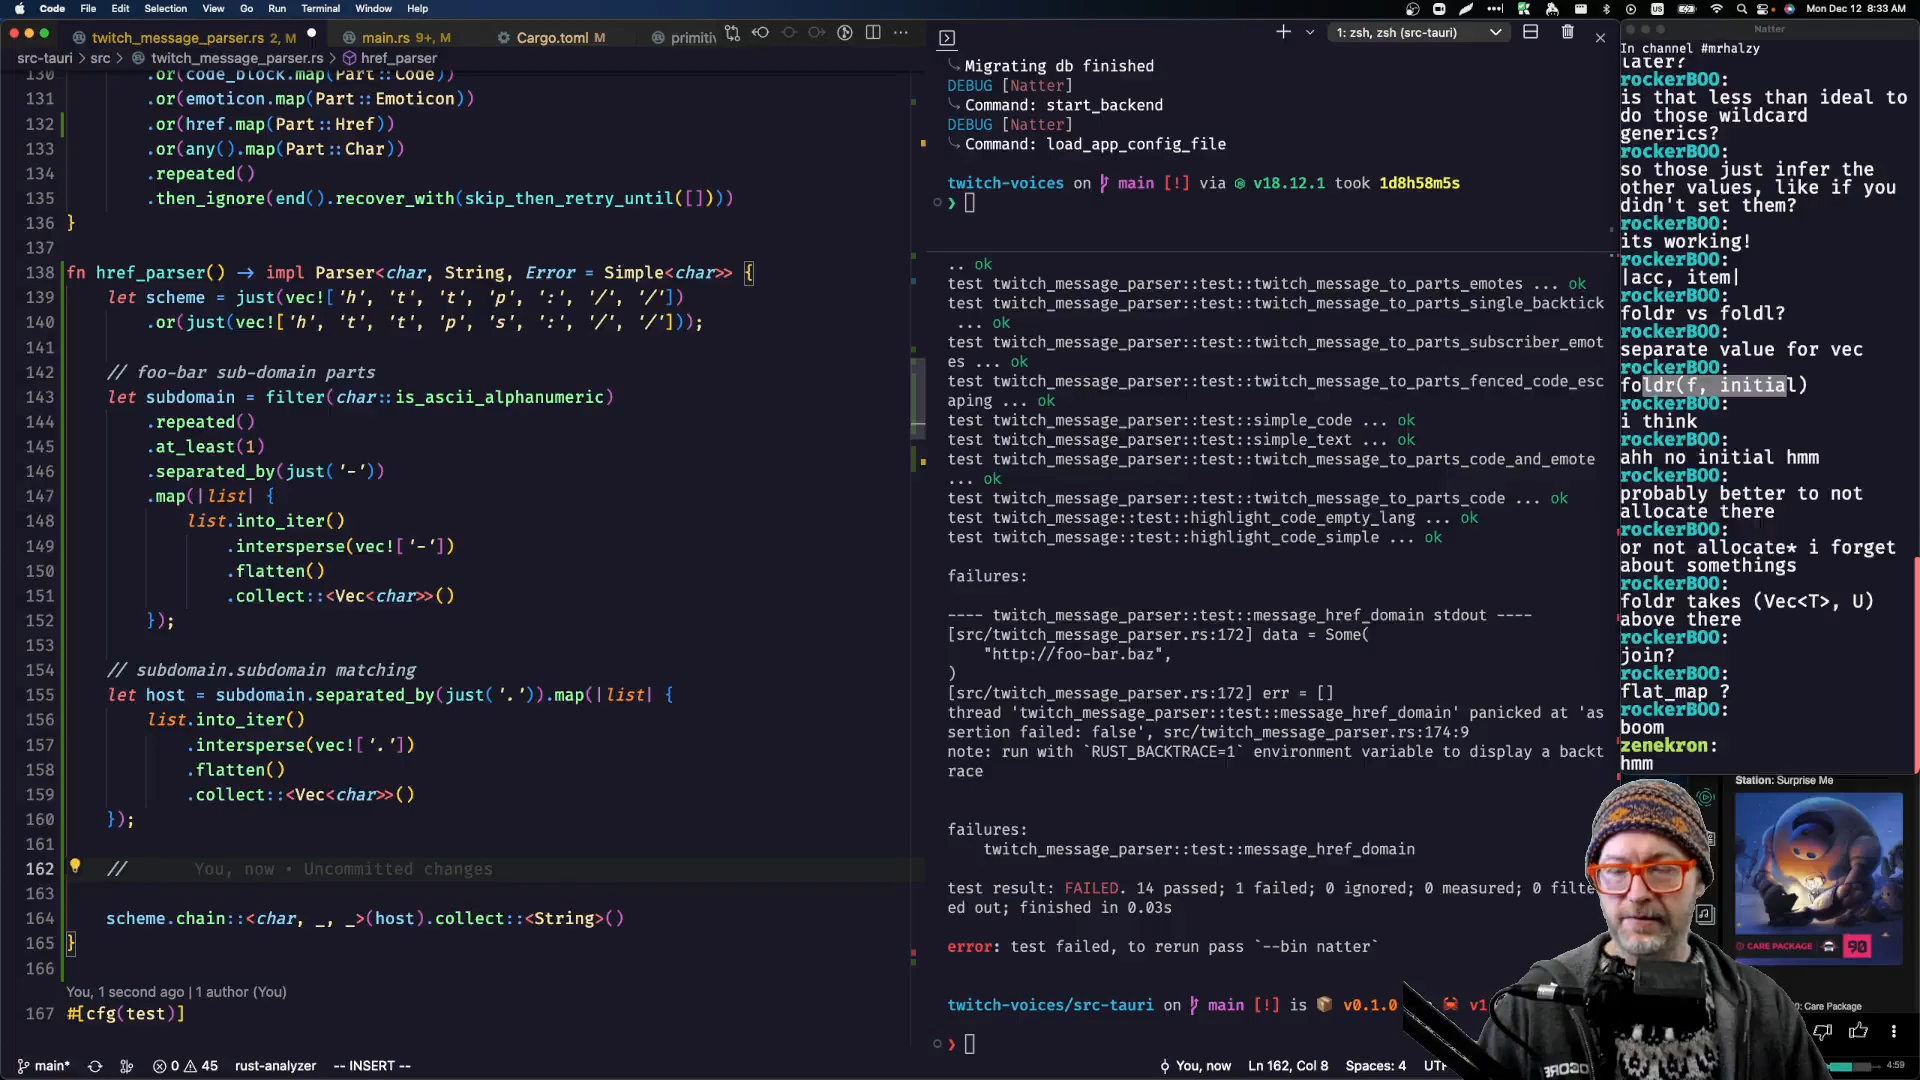 Code File Edit Selection View Go Run Terminal Window Help
Mon Dec 12 8:33 AM
twitch_message_parser.rs 2, M
main.rs 9+, M
Cargo.toml M
primitiv
src-tauri > src > twitch_message_parser.rs > href_parser
130 .or(code_block.map(Part::Code))
131 .or(emoticon.map(Part::Emoticon))
132 .or(href.map(Part::Href))
133 .or(any().map(Part::Char))
134 .repeated()
135 .then_ignore(end().recover_with(skip_then_retry_until([])))
136 }
137
138 fn href_parser() → impl Parser<char, String, Error = Simple<char>> {
139 let scheme = just(vec!['h', 't', 't', 'p', ':', '/', '/'])
140 .or(just(vec!['h', 't', 't', 'p', 's', ':', '/', '/']));
141
142 // foo-bar sub-domain parts
143 let subdomain = filter(char::is_ascii_alphanumeric)
144 .repeated()
145 .at_least(1)
146 .separated_by(just('-'))
147 .map(|list| {
148 list.into_iter()
149 .intersperse(vec!['-'])
150 .flatten()
151 .collect::<Vec<char>>()
152 });
153
154 // subdomain.subdomain matching
155 let host = subdomain.separated_by(just('.')).map(|list| {
156 list.into_iter()
157 .intersperse(vec!['.'])
158 .flatten()
159 .collect::<Vec<char>>()
160 });
161
162 // You, now • Uncommitted changes
163
164 scheme.chain::<char, _, _>(host).collect::<String>()
165 }
166
You, 1 second ago | 1 author (You)
167 #[cfg(test)]
main* 0 45 rust-analyzer -- INSERT --
You, now Ln 162, Col 8 Spaces: 4 UTF
1: zsh, zsh (src-tauri)
Migrating db finished
DEBUG [Natter]
Command: start_backend
DEBUG [Natter]
Command: load_app_config_file
twitch-voices on main [!] via v18.12.1 took 1d8h58m5s
❯
.. ok
test twitch_message_parser::test::twitch_message_to_parts_emotes ... ok
test twitch_message_parser::test::twitch_message_to_parts_single_backtick
... ok
test twitch_message_parser::test::twitch_message_to_parts_subscriber_emot
es ... ok
test twitch_message_parser::test::twitch_message_to_parts_fenced_code_esc
aping ... ok
test twitch_message_parser::test::simple_code ... ok
test twitch_message_parser::test::simple_text ... ok
test twitch_message_parser::test::twitch_message_to_parts_code_and_emote
... ok
test twitch_message_parser::test::twitch_message_to_parts_code ... ok
test twitch_message::test::highlight_code_empty_lang ... ok
test twitch_message::test::highlight_code_simple ... ok
failures:
---- twitch_message_parser::test::message_href_domain stdout ----
[src/twitch_message_parser.rs:172] data = Some(
"http://foo-bar.baz",
)
[src/twitch_message_parser.rs:172] err = []
thread 'twitch_message_parser::test::message_href_domain' panicked at 'as
sertion failed: false', src/twitch_message_parser.rs:174:9
note: run with `RUST_BACKTRACE=1` environment variable to display a backt
race
failures:
twitch_message_parser::test::message_href_domain
test result: FAILED. 14 passed; 1 failed; 0 ignored; 0 measured; 0 filte
ed out; finished in 0.03s
error: test failed, to rerun pass `--bin natter`
twitch-voices/src-tauri on main [!] is v0.1.0 v1
❯
Natter
In channel #mrhalzy
later?
rockerBOO:
is that less than ideal to
do those wildcard
generics?
rockerBOO:
so those just infer the
other values, like if you
didn't set them?
rockerBOO:
its working!
rockerBOO:
|acc, item|
rockerBOO:
foldr vs foldl?
rockerBOO:
separate value for vec
rockerBOO:
foldr(f, initial)
rockerBOO:
i think
rockerBOO:
ahh no initial hmm
rockerBOO:
probably better to not
allocate there
rockerBOO:
or not allocate* i forget
about somethings
rockerBOO:
foldr takes (Vec<T>, U)
above there
rockerBOO:
join?
rockerBOO:
flat_map ?
rockerBOO:
boom
zenekron:
hmm
Station: Surprise Me
CARE PACKAGE 90
0: Care Package
4:59